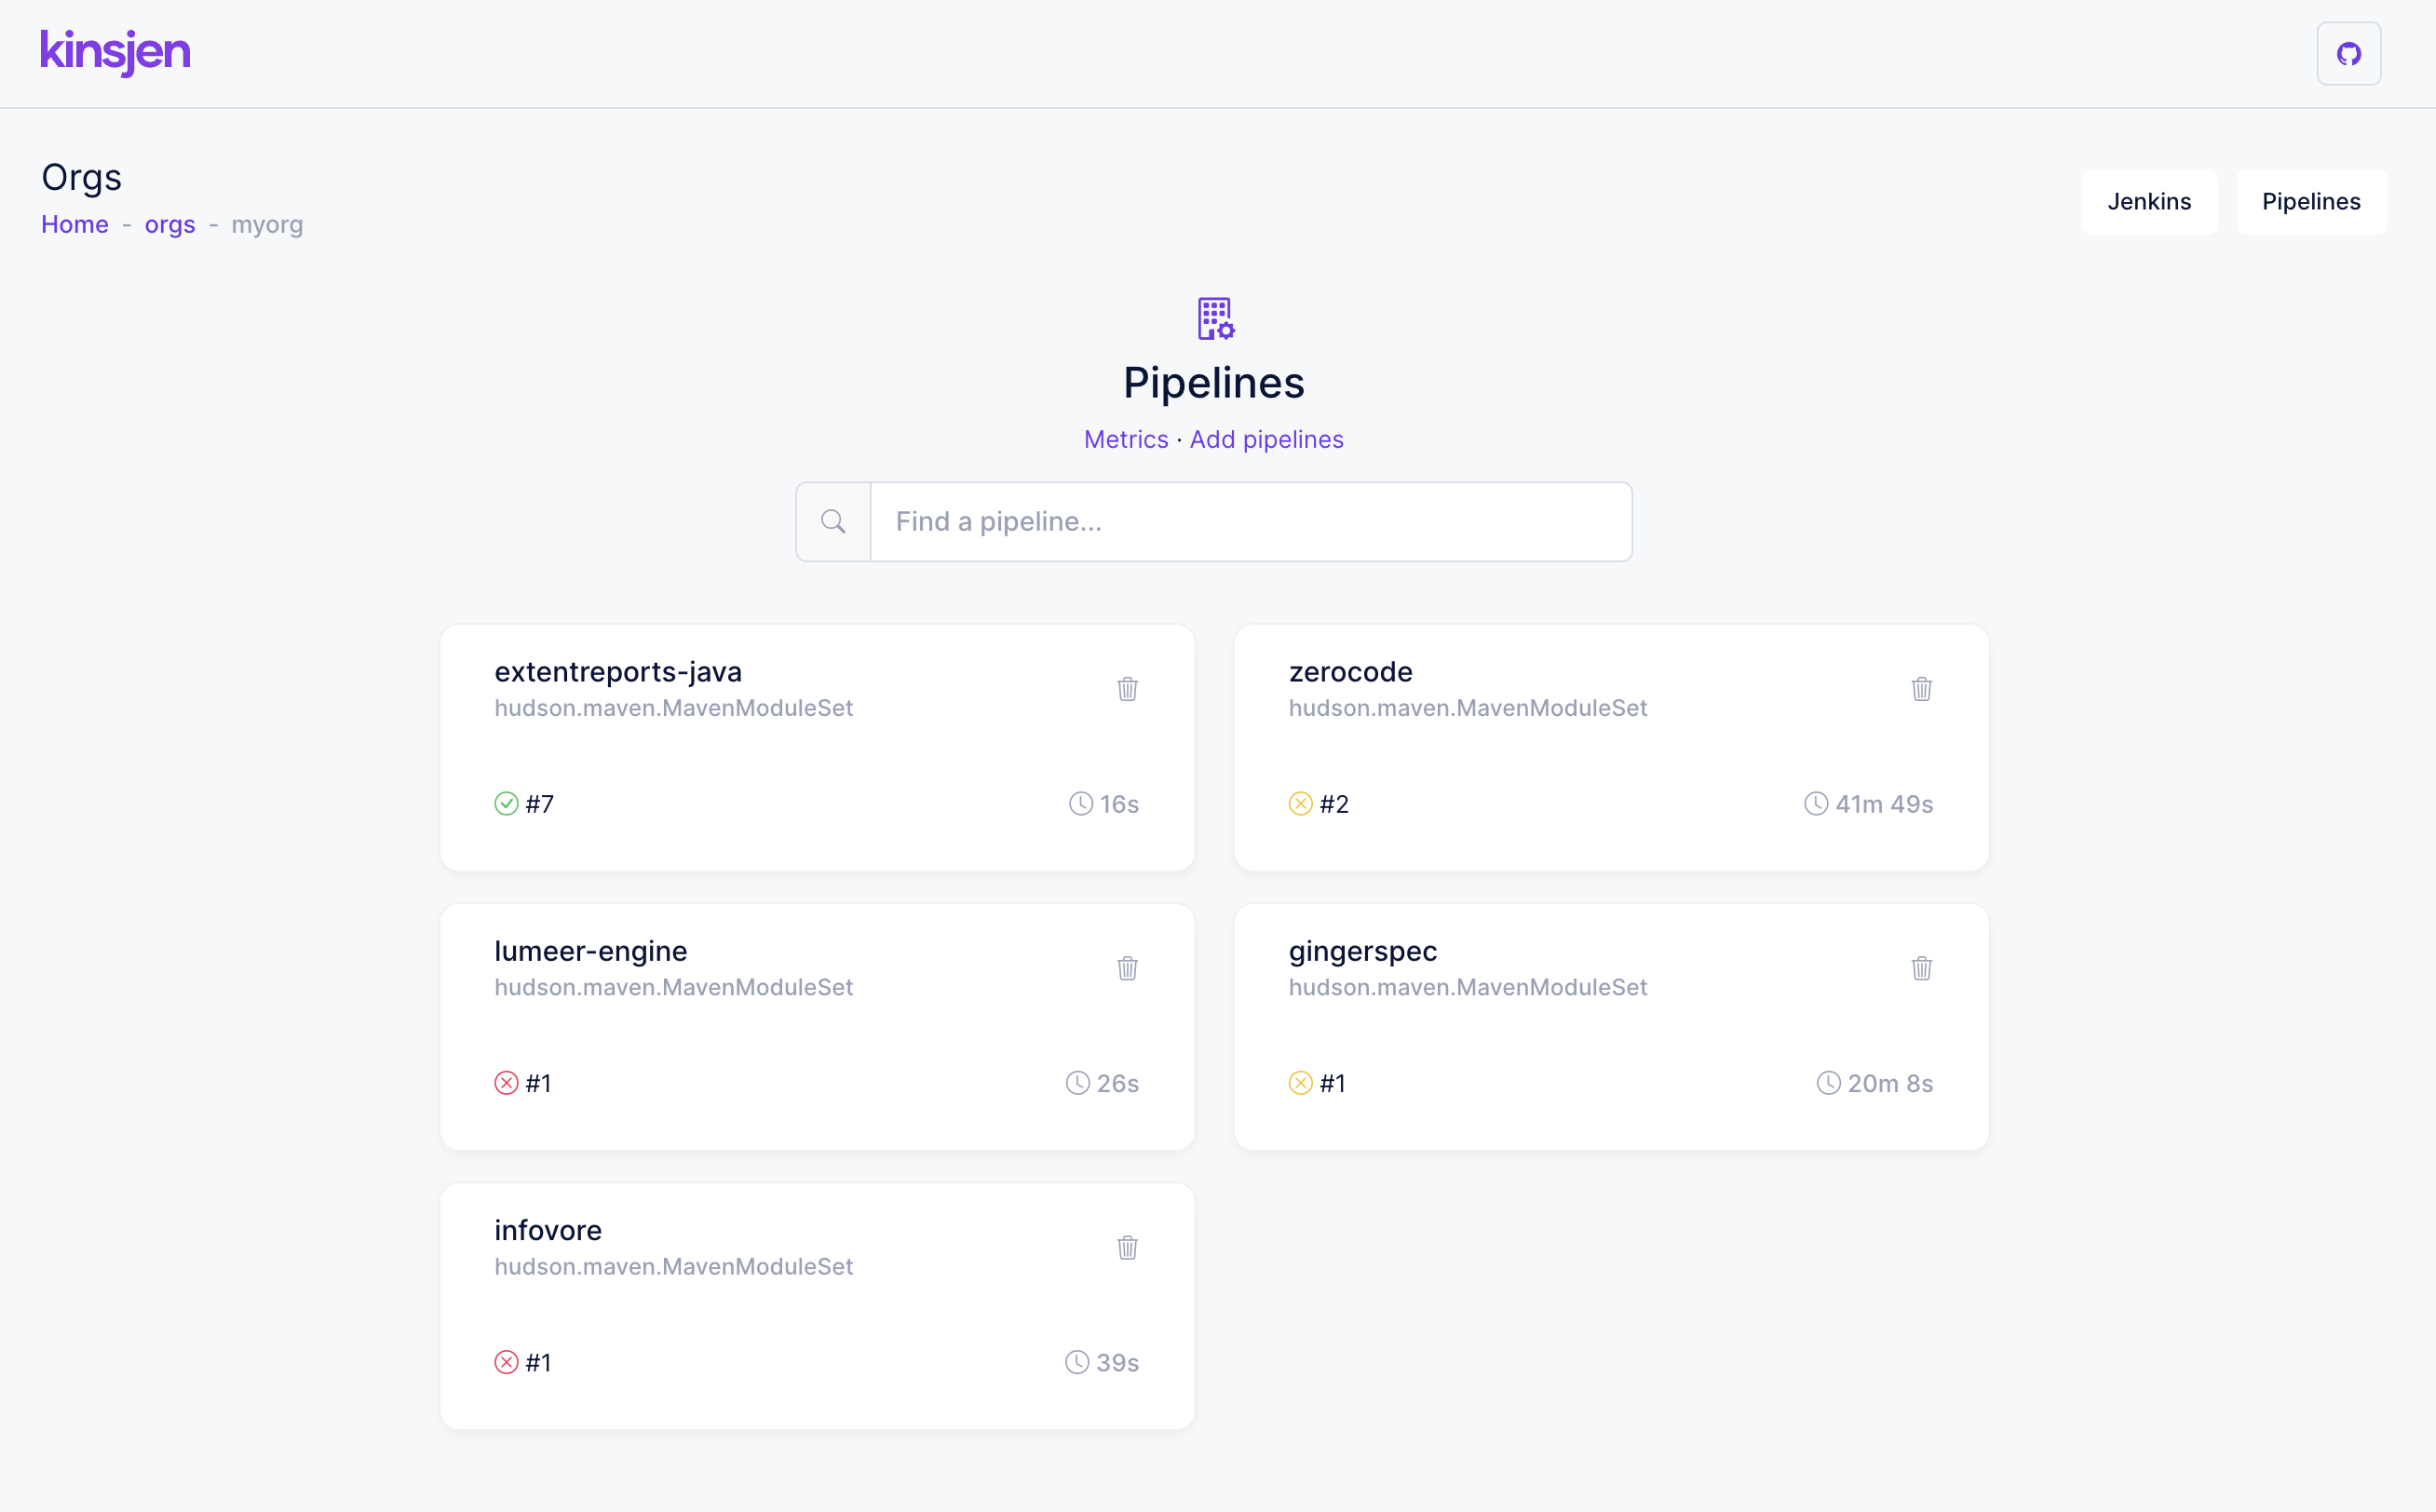 kinsjen
Orgs
Home - orgs - myorg
Jenkins
Pipelines
Pipelines
Metrics · Add pipelines
Find a pipeline...
extentreports-java
hudson.maven.MavenModuleSet
#7
16s
zerocode
hudson.maven.MavenModuleSet
#2
41m 49s
lumeer-engine
hudson.maven.MavenModuleSet
#1
26s
gingerspec
hudson.maven.MavenModuleSet
#1
20m 8s
infovore
hudson.maven.MavenModuleSet
#1
39s